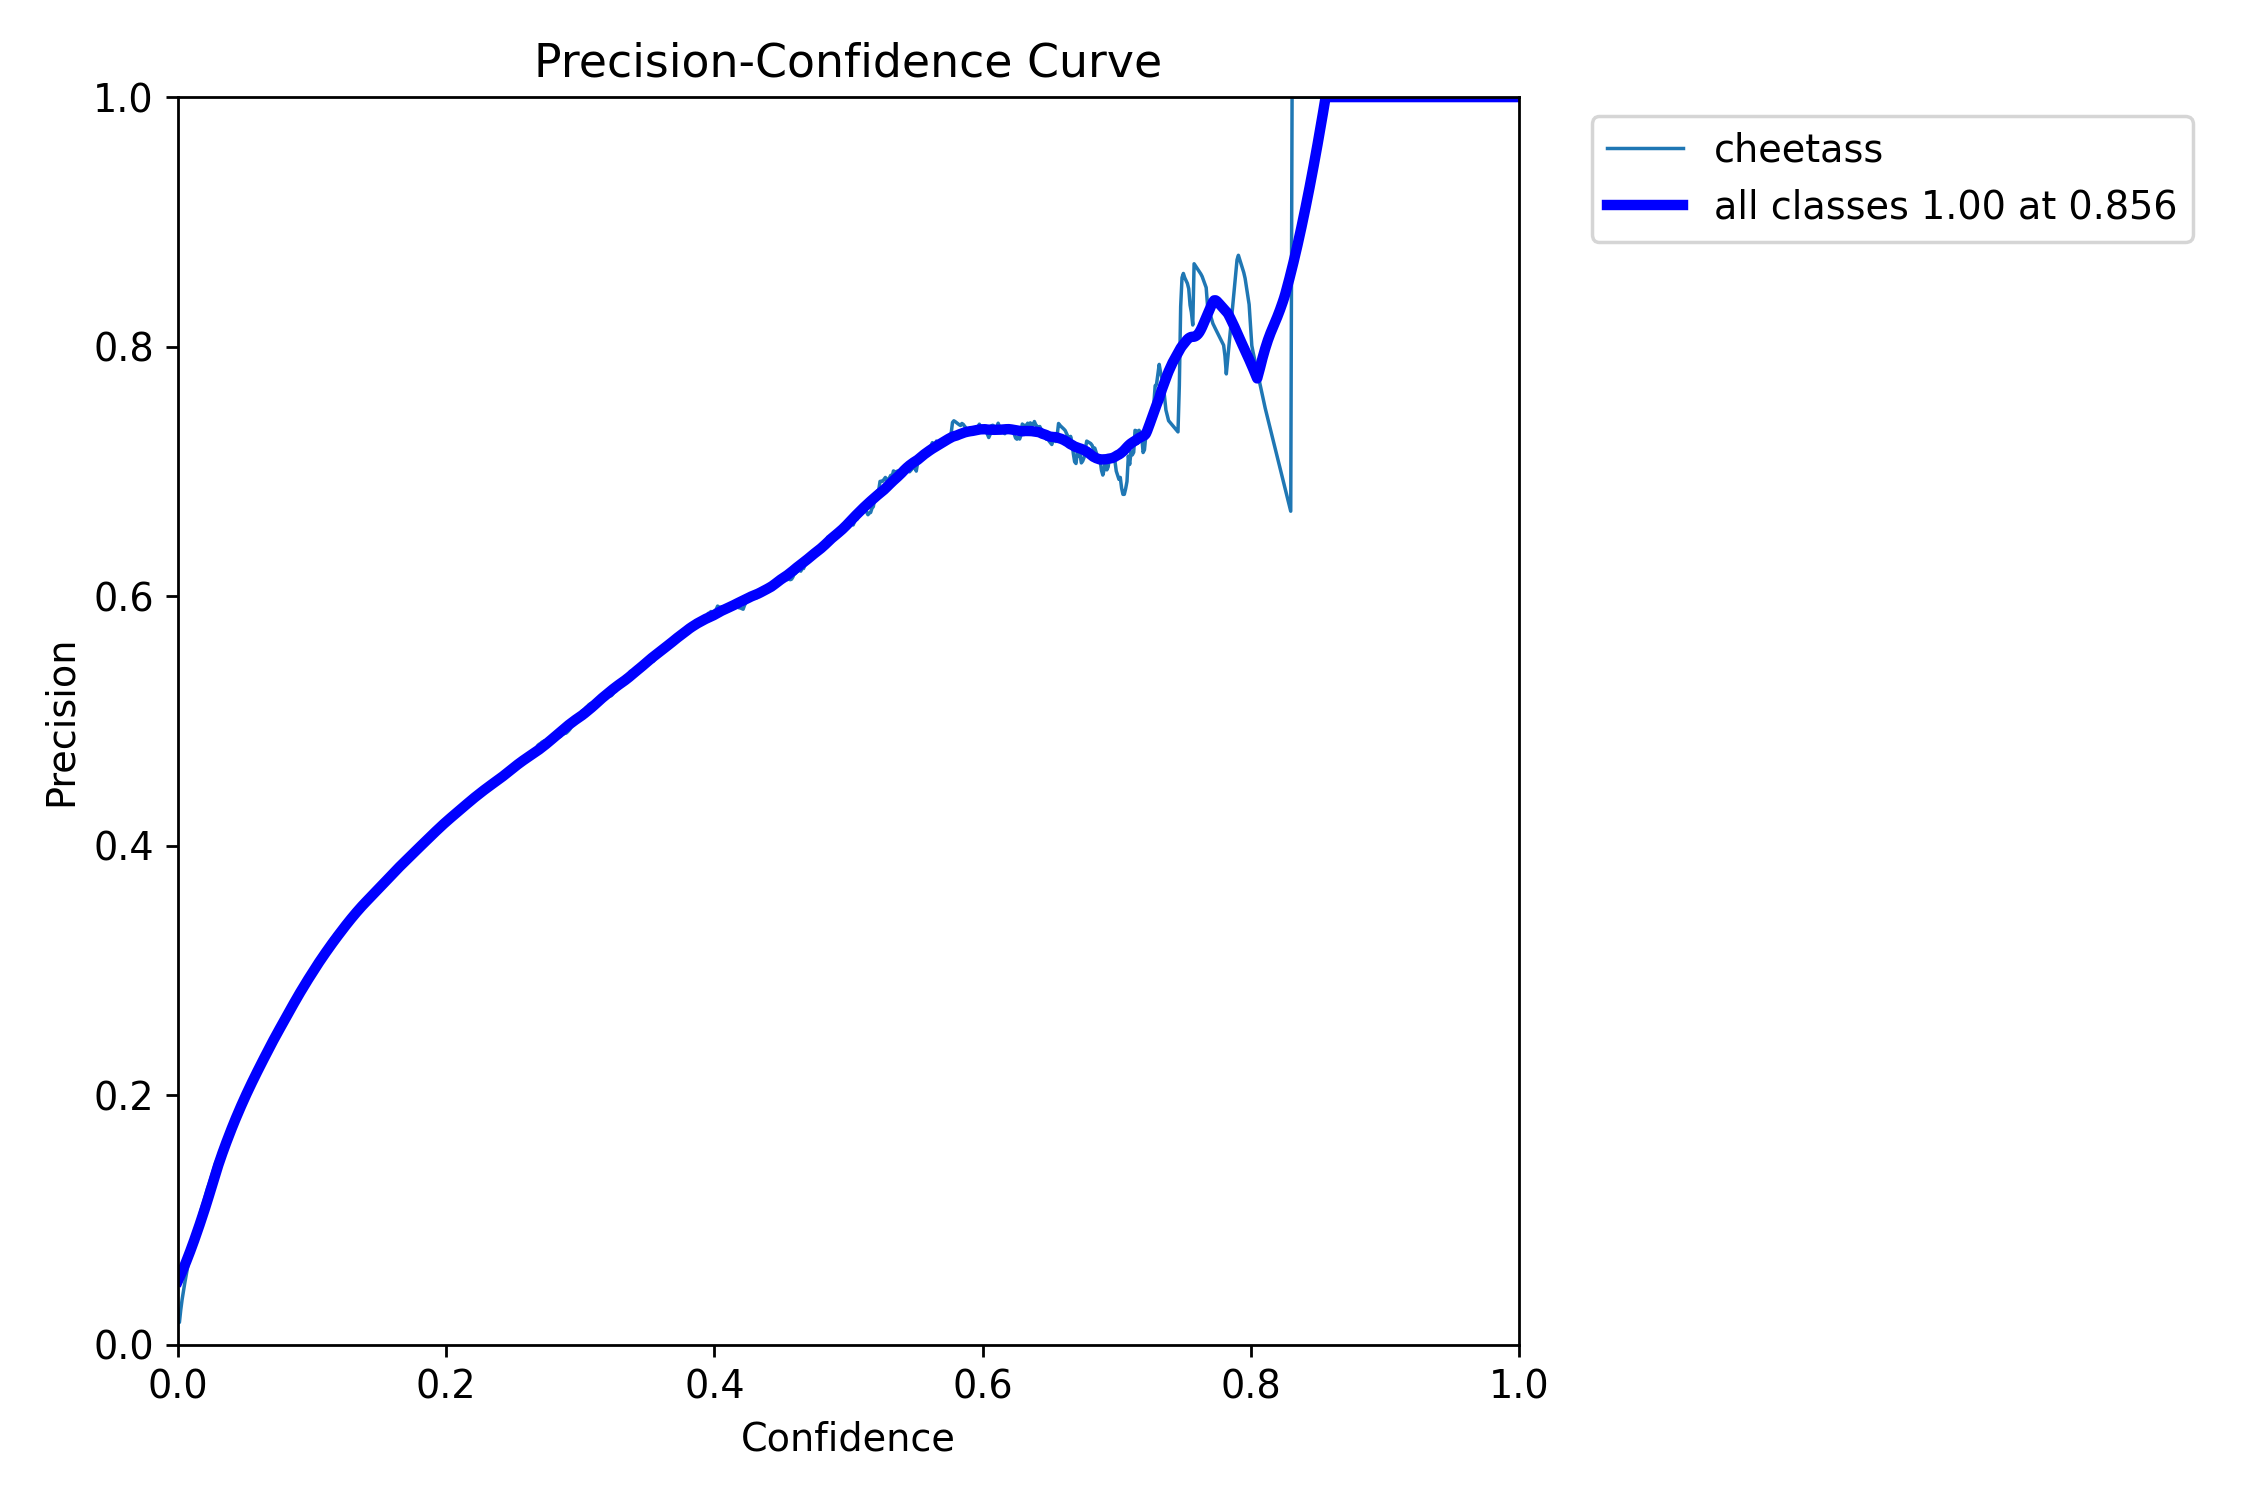 Precision-Confidence Curve
cheetass
all classes 1.00 at 0.856
Precision
1.0
0.8
0.6
0.4
0.2
0.0
0.0 0.2 0.4 0.6 0.8 1.0
Confidence